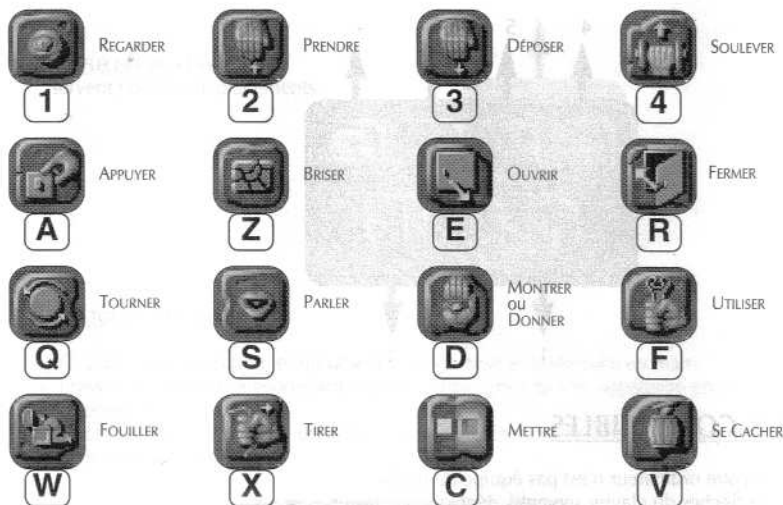 REGARDER
PRENDRE
DÉPOSER
SOULEVER
1
2
3
4
APPUYER
BRISER
OUVRIR
FERMER
A
Z
E
R
TOURNER
PARLER
MONTRER
OU
DONNER
UTILISER
Q
S
D
F
FOUILLER
TIRER
METTRE
SE CACHER
W
X
C
V